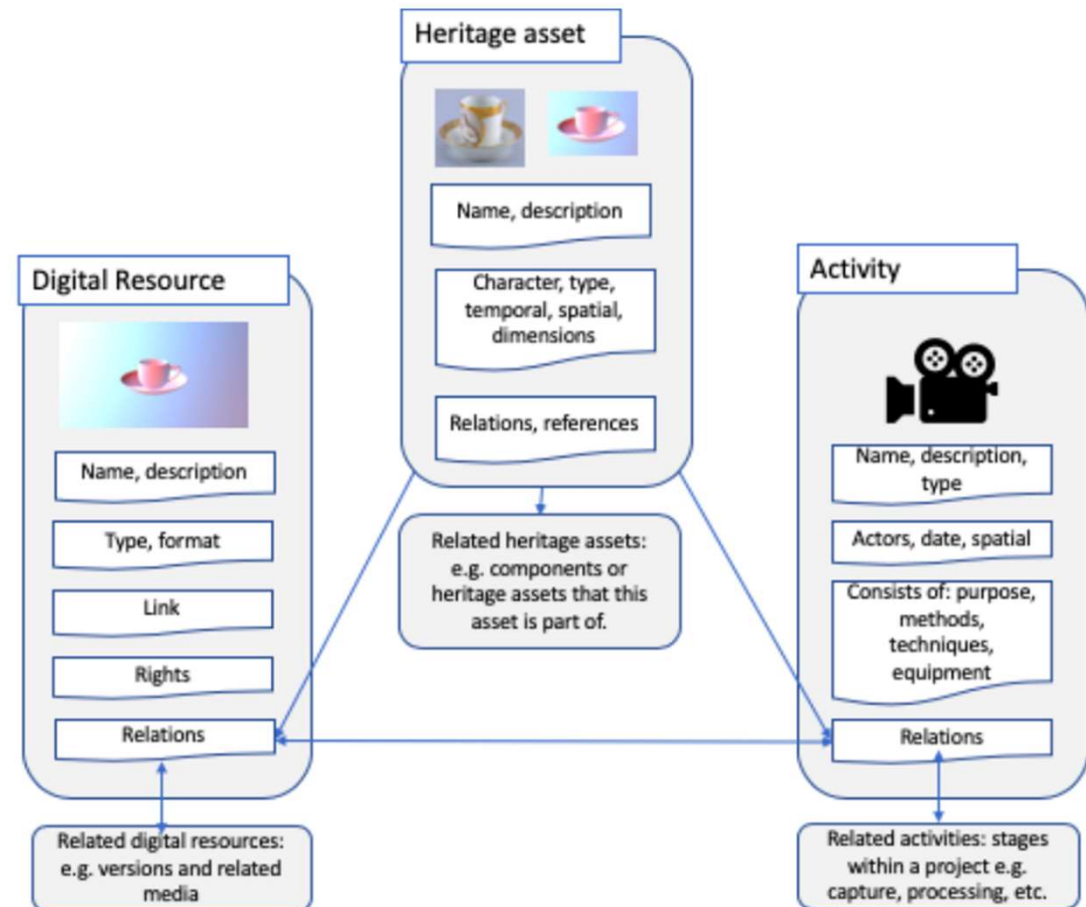 Heritage asset
Name, description
Character, type,
temporal, spatial,
dimensions
Relations, references
Related heritage assets:
e.g. components or
heritage assets that this
asset is part of.
Digital Resource
Name, description
Type, format
Link
Rights
Relations
Related digital resources:
e.g. versions and related
media
Activity
Name, description,
type
Actors, date, spatial
Consists of: purpose,
methods,
techniques,
equipment
Relations
Related activities: stages
within a project e.g.
capture, processing, etc.